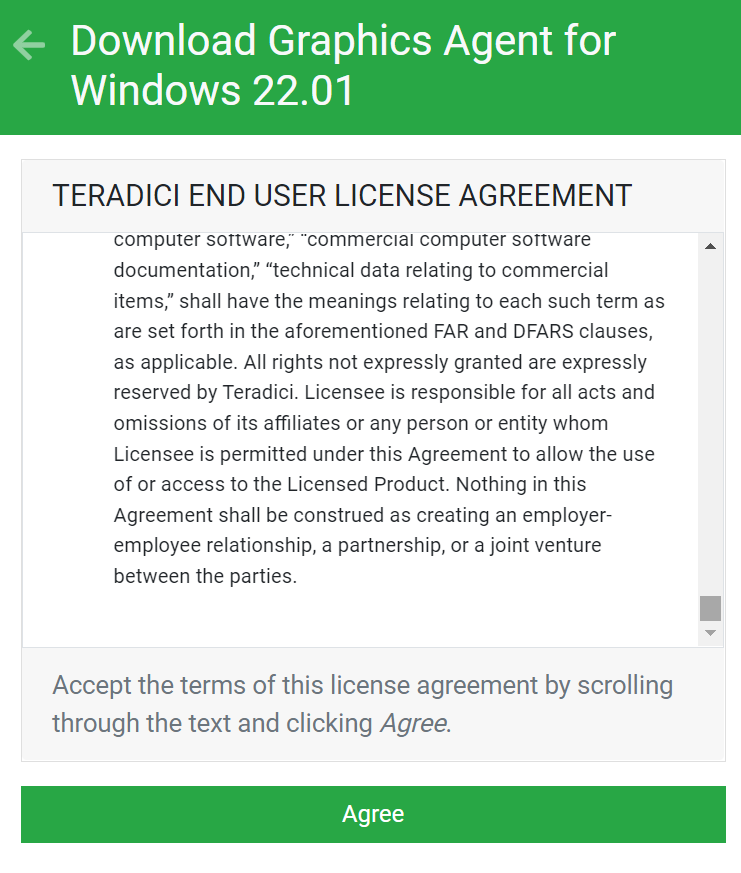 Download Graphics Agent for
Windows 22.01
TERADICI END USER LICENSE AGREEMENT
computer software,” “commercial computer software
documentation,” “technical data relating to commercial
items,” shall have the meanings relating to each such term as
are set forth in the aforementioned FAR and DFARS clauses,
as applicable. All rights not expressly granted are expressly
reserved by Teradici. Licensee is responsible for all acts and
omissions of its affiliates or any person or entity whom
Licensee is permitted under this Agreement to allow the use
of or access to the Licensed Product. Nothing in this
Agreement shall be construed as creating an employer-
employee relationship, a partnership, or a joint venture
between the parties.
Accept the terms of this license agreement by scrolling
through the text and clicking Agree.
Agree